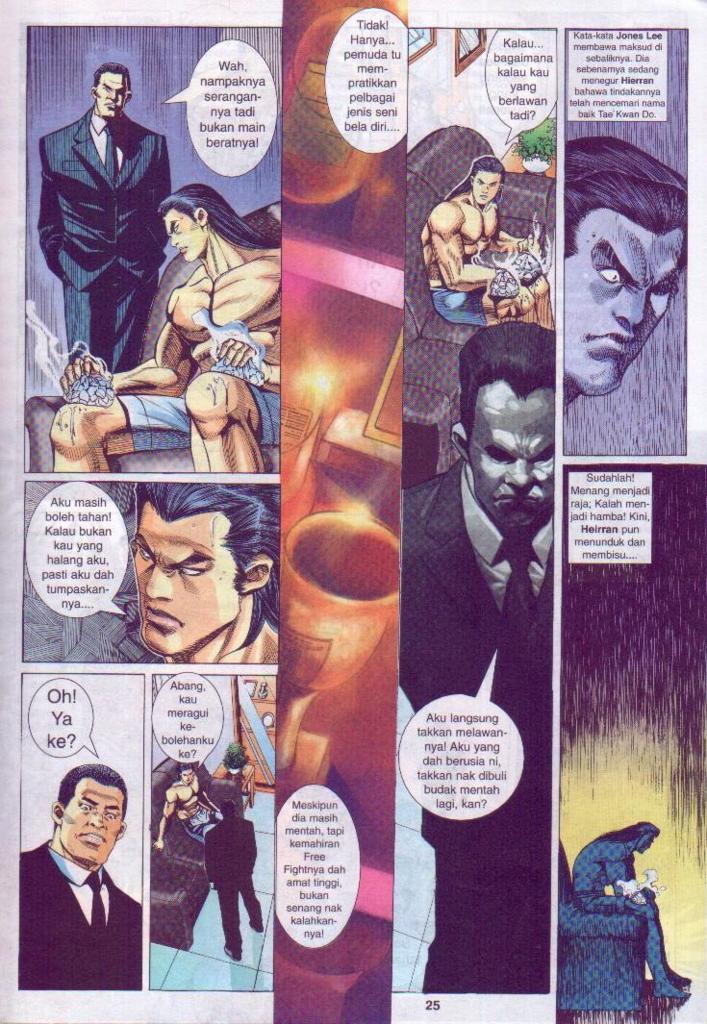 Wah,
nampaknya
serangan-
nya tadi
bukan main
beratnya!
Aku masih
boleh tahan!
Kalau bukan
kau yang
halang aku,
pasti aku dah
tumpaskan-
nya....
Oh!
Ya
ke?
Abang,
kau
meragui
ke-
bolehanku
ke?
Tidak!
Hanya...
pemuda tu
mem-
pratikkan
pelbagai
jenis seni
bela diri....
Meskipun
dia masih
mentah, tapi
kemahiran
Free
Fightnya dah
amat tinggi,
bukan
senang nak
kalahkan-
nya!
Kalau...
bagaimana
kalau kau
yang
berlawan
tadi?
Aku langsung
takkan melawan-
nya! Aku yang
dah berusia ni,
takkan nak dibuli
budak mentah
lagi, kan?
Kata-kata Jones Lee
membawa maksud di
sebaliknya. Dia
sebenarnya sedang
menegur Hierran
bahawa tindakannya
telah mencemari nama
baik Tae Kwan Do.
Sudahlah!
Menang menjadi
raja; Kalah men-
jadi hamba! Kini,
Heirran pun
menunduk dan
membisu....
25